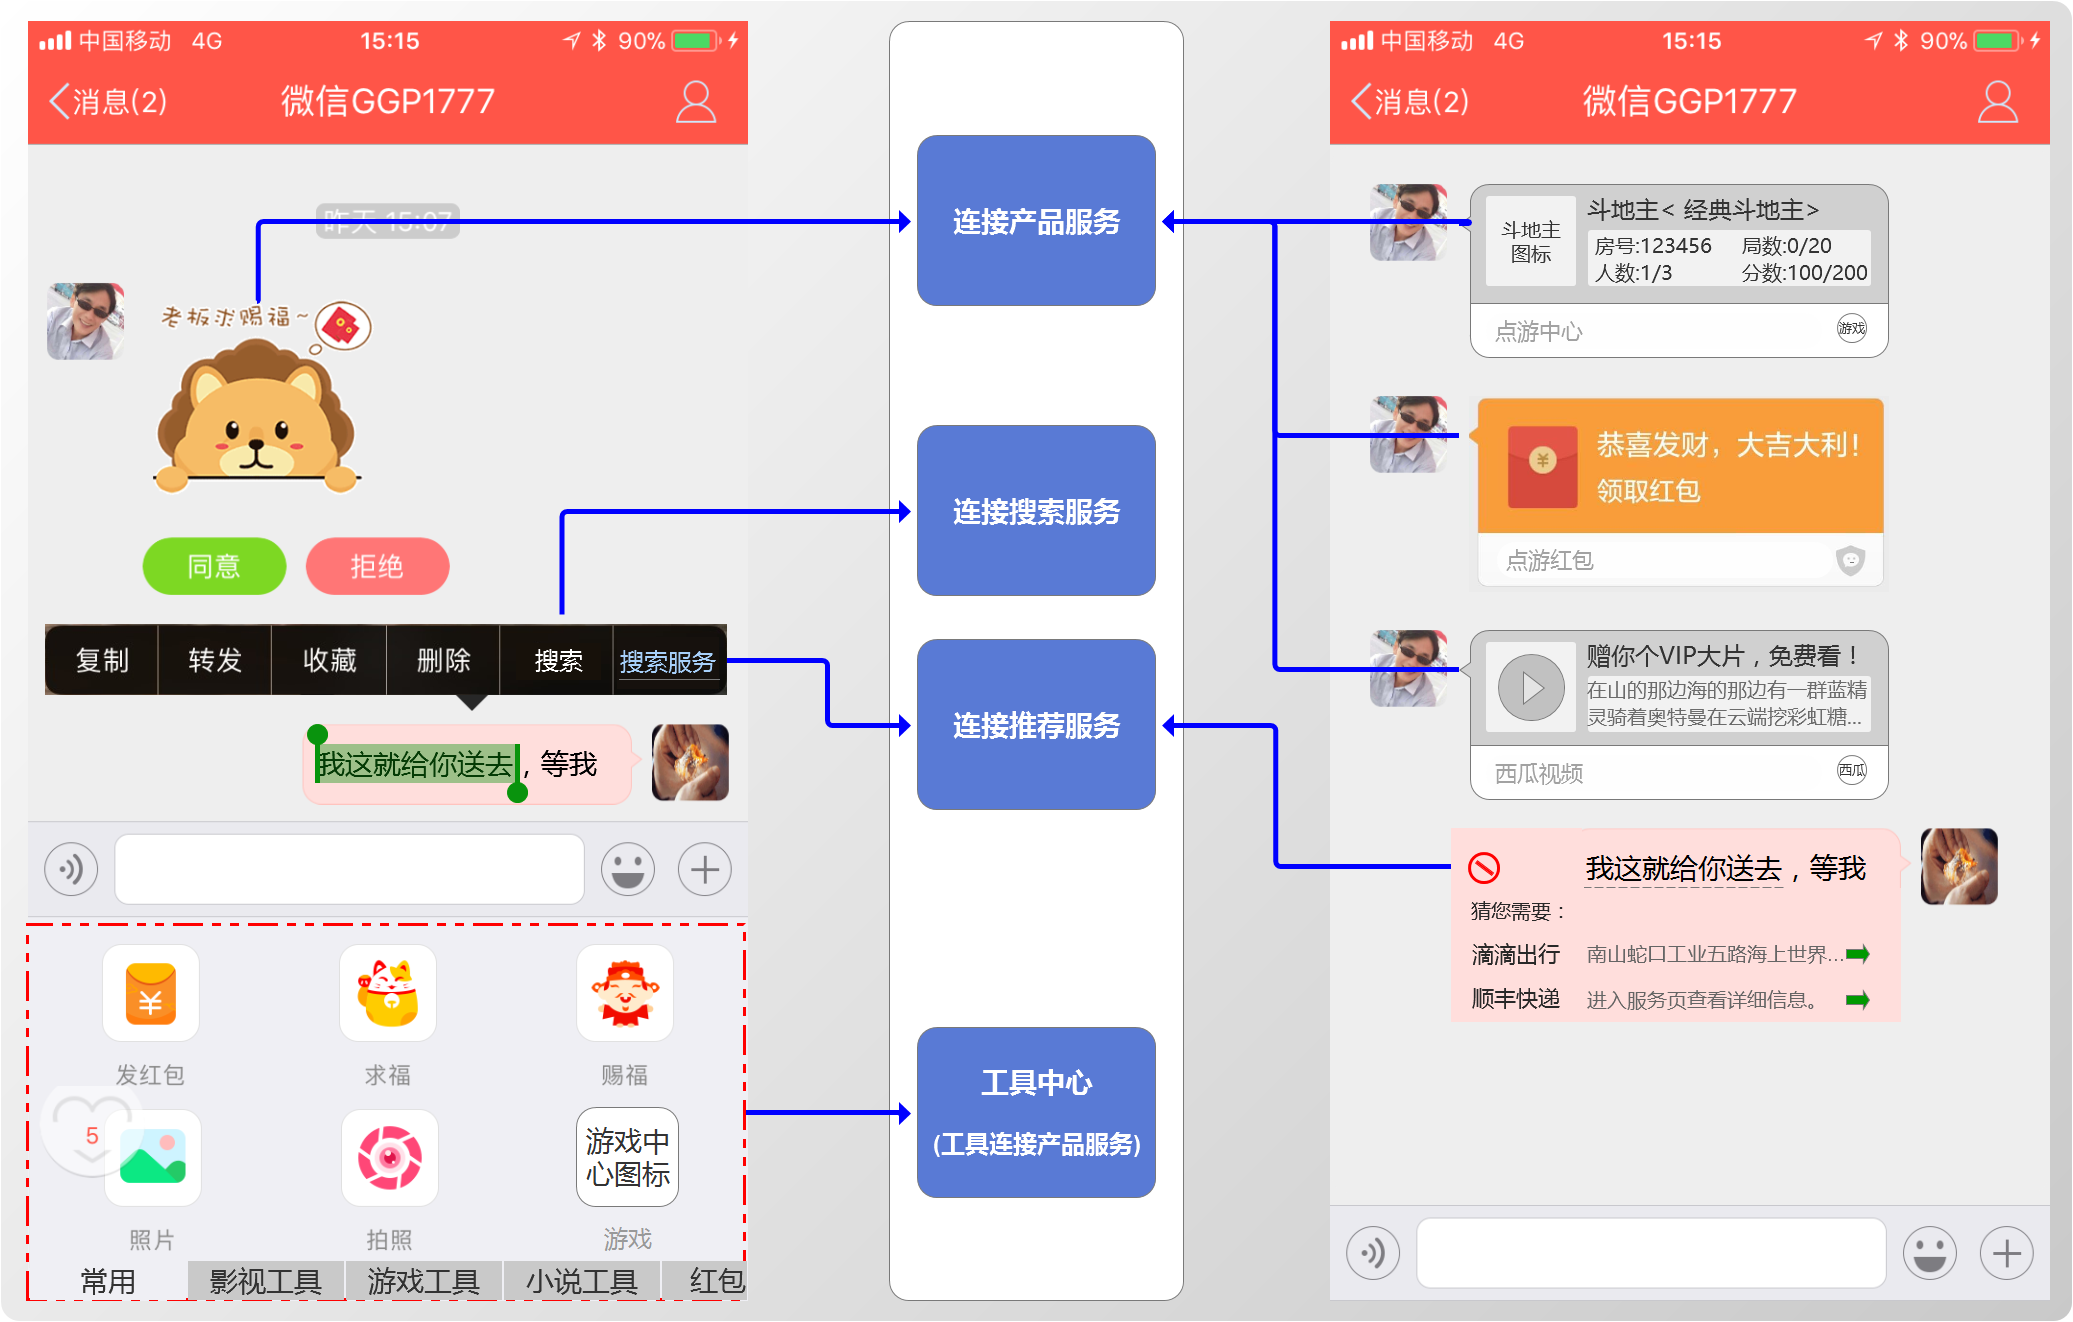 中国移动 4G 15:15 90%
消息(2) 微信GGP1777
昨天 15:07
老板求赐福~
同意 拒绝
复制 转发 收藏 删除 搜索 搜索服务
我这就给你送去，等我
发红包 求福 赐福
5
游戏中
心图标
照片 拍照 游戏
常用 影视工具 游戏工具 小说工具 红包
连接产品服务
连接搜索服务
连接推荐服务
工具中心
(工具连接产品服务)
中国移动 4G 15:15 90%
消息(2) 微信GGP1777
斗地主
图标
斗地主< 经典斗地主>
房号:123456 局数:0/20
人数:1/3 分数:100/200
点游中心 游戏
恭喜发财，大吉大利！
领取红包
点游红包
赠你个VIP大片，免费看！
在山的那边海的那边有一群蓝精
灵骑着奥特曼在云端挖彩虹糖...
西瓜视频 西瓜
我这就给你送去，等我
猜您需要：
滴滴出行 南山蛇口工业五路海上世界...
顺丰快递 进入服务页查看详细信息。